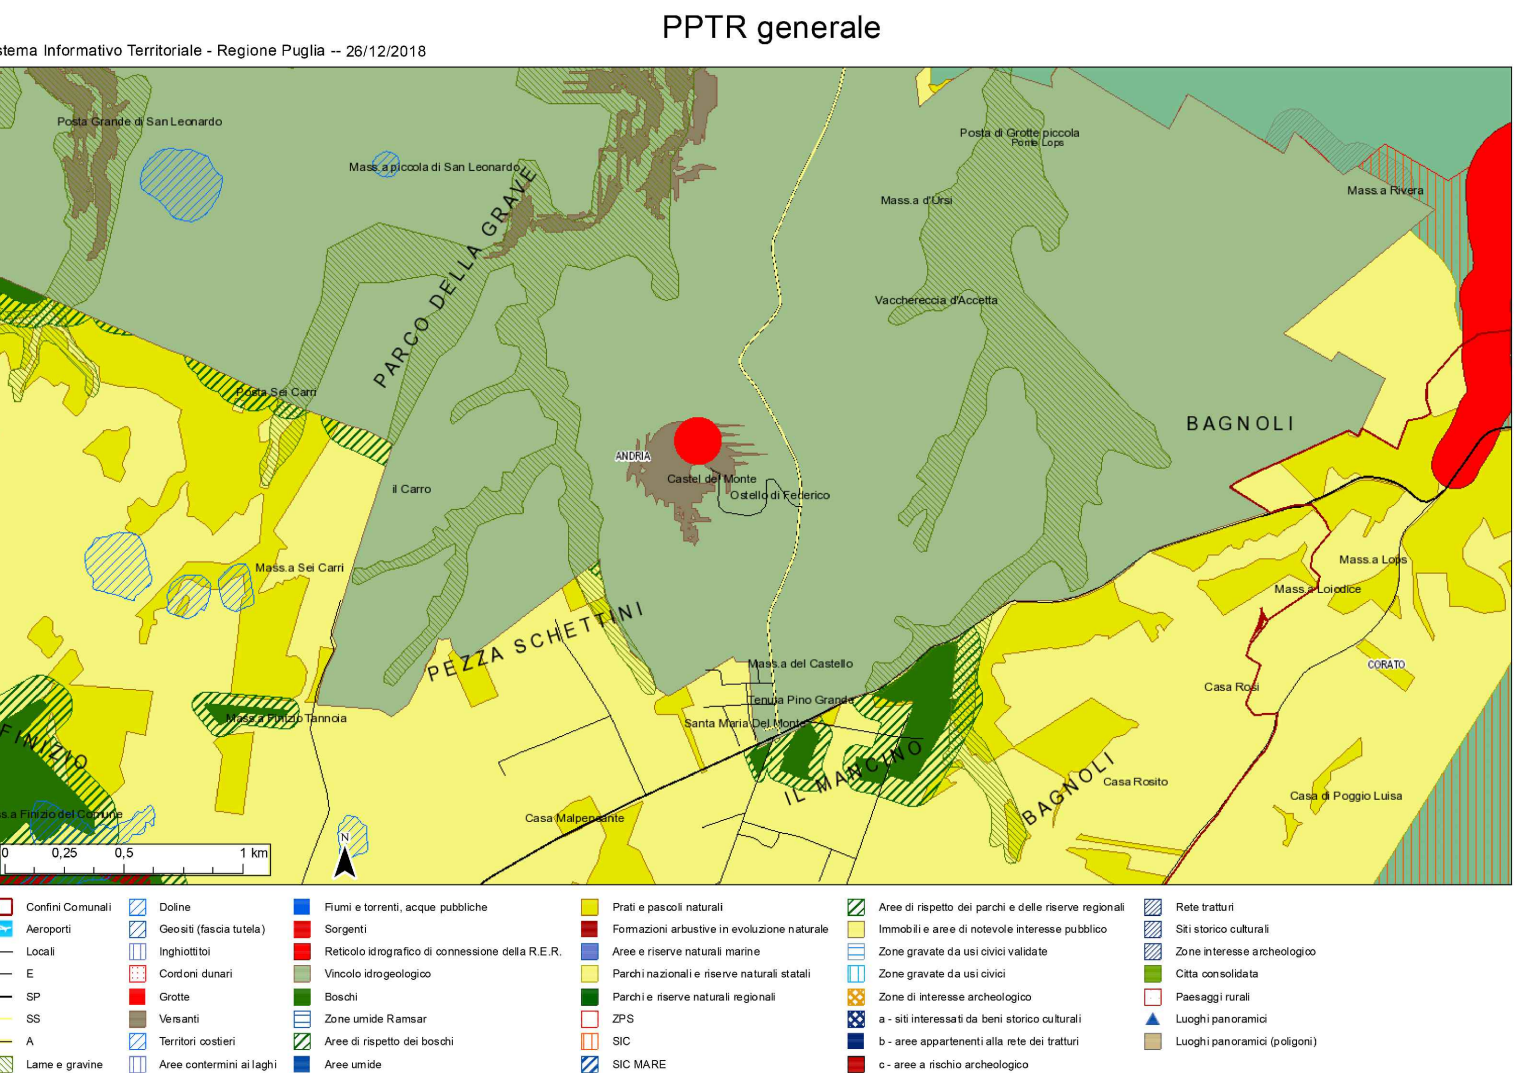 PPTR generale
stema Informativo Territoriale - Regione Puglia -- 26/12/2018
Posta Grande di San Leonardo
Mass.a piccola di San Leonardo
Posta di Grotte piccola
Ponte Lops
Mass.a Rivera
Mass.a d'Ursi
PARCO DELLA GRAVE
Vacchereccia d'Accetta
Posta Sei Carri
BAGNOLI
ANDRIA
Castel del Monte
il Carro
Ostello di Federico
Mass.a Sei Carri
Mass.a Lops
Mass.a Loiodice
PEZZA SCHETTINI
Mass.a del Castello
CORATO
Casa Rosi
Tenuta Pino Grande
Mass.a Finizio Tannoia
Santa Maria Del Monte
FINIZIO
IL MANCINO
BAGNOLI
Casa Rosito
Casa di Poggio Luisa
ss.a Finizio del Comune
Casa Malpensante
N
0 0,25 0,5 1 km
Confini Comunali
Aeroporti
Locali
E
SP
SS
A
Lame e gravine
Doline
Geositi (fascia tutela)
Inghiottitoi
Cordoni dunari
Grotte
Versanti
Territori costieri
Aree contermini ai laghi
Fiumi e torrenti, acque pubbliche
Sorgenti
Reticolo idrografico di connessione della R.E.R.
Vincolo idrogeologico
Boschi
Zone umide Ramsar
Aree di rispetto dei boschi
Aree umide
Prati e pascoli naturali
Formazioni arbustive in evoluzione naturale
Aree e riserve naturali marine
Parchi nazionali e riserve naturali statali
Parchi e riserve naturali regionali
ZPS
SIC
SIC MARE
Aree di rispetto dei parchi e delle riserve regionali
Immobili e aree di notevole interesse pubblico
Zone gravate da usi civici validate
Zone gravate da usi civici
Zone di interesse archeologico
a - siti interessati da beni storico culturali
b - aree appartenenti alla rete dei tratturi
c - aree a rischio archeologico
Rete tratturi
Siti storico culturali
Zone interesse archeologico
Citta consolidata
Paesaggi rurali
Luoghi panoramici
Luoghi panoramici (poligoni)